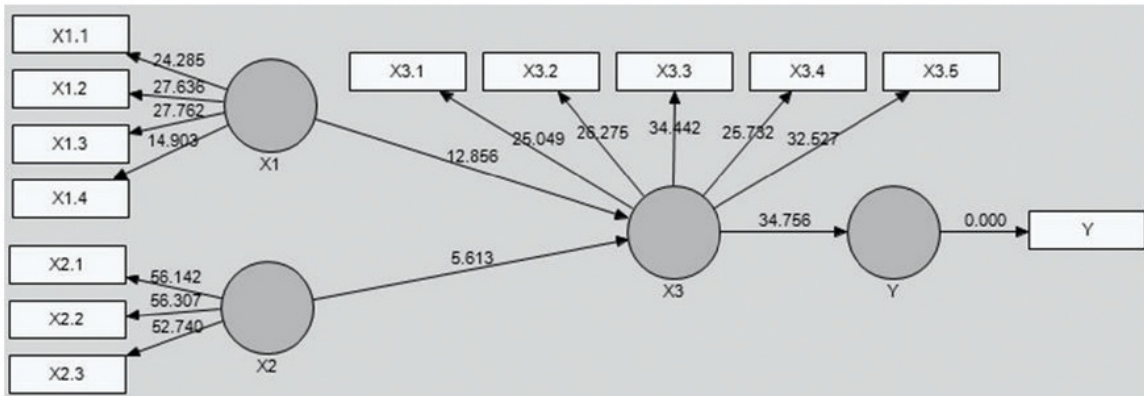 X1.1
24.285
X1.2
27.636
X1.3
27.762
14.903
X1.4
X1
X3.1
X3.2
X3.3
X3.4
X3.5
25.049
26.275
34.442
25.732
32.527
12.856
5.613
X3
34.756
Y
0.000
Y
X2.1
56.142
X2.2
56.307
52.740
X2.3
X2